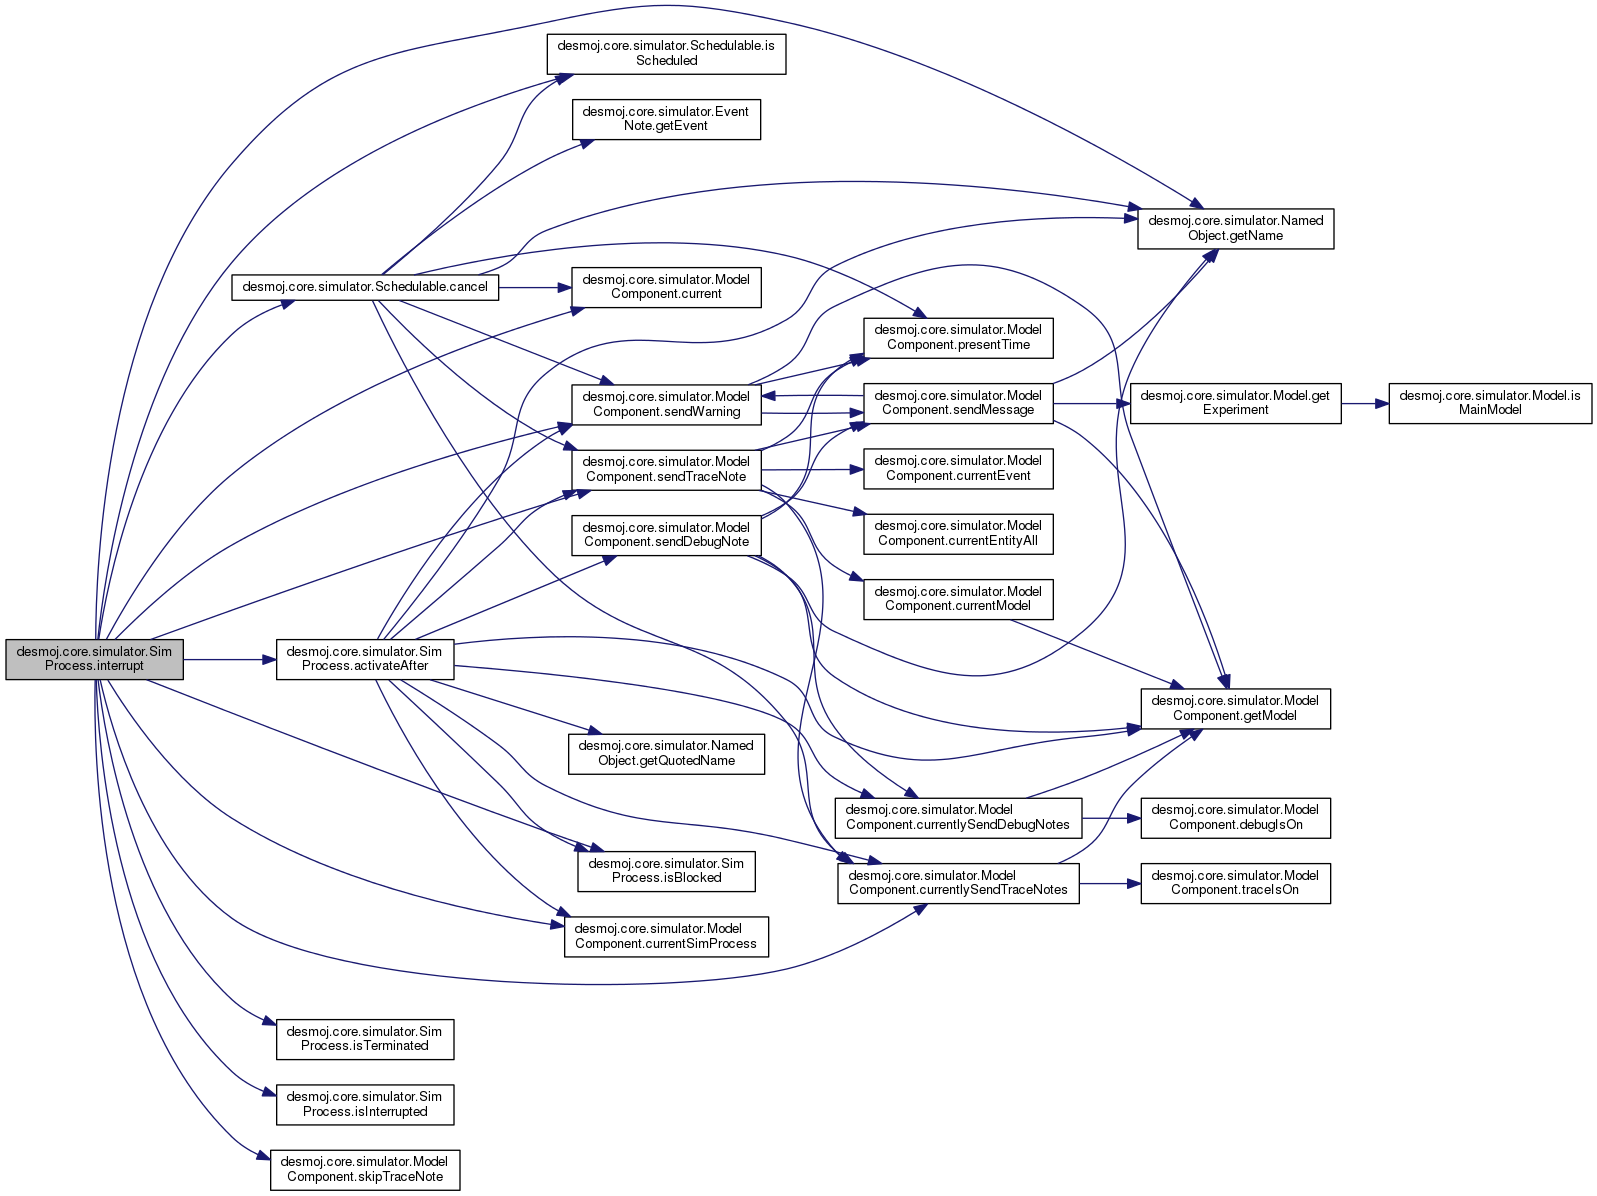 desmoj.core.simulator.Schedulable.is
Scheduled
desmoj.core.simulator.Event
Note.getEvent
desmoj.core.simulator.Named
Object.getName
desmoj.core.simulator.Schedulable.cancel
desmoj.core.simulator.Model
Component.current
desmoj.core.simulator.Model
Component.presentTime
desmoj.core.simulator.Model
Component.sendWarning
desmoj.core.simulator.Model
Component.sendMessage
desmoj.core.simulator.Model.get
Experiment
desmoj.core.simulator.Model.is
MainModel
desmoj.core.simulator.Model
Component.sendTraceNote
desmoj.core.simulator.Model
Component.currentEvent
desmoj.core.simulator.Model
Component.sendDebugNote
desmoj.core.simulator.Model
Component.currentEntityAll
desmoj.core.simulator.Model
Component.currentModel
desmoj.core.simulator.Sim
Process.interrupt
desmoj.core.simulator.Sim
Process.activateAfter
desmoj.core.simulator.Model
Component.getModel
desmoj.core.simulator.Named
Object.getQuotedName
desmoj.core.simulator.Model
Component.currentlySendDebugNotes
desmoj.core.simulator.Model
Component.debugIsOn
desmoj.core.simulator.Sim
Process.isBlocked
desmoj.core.simulator.Model
Component.currentlySendTraceNotes
desmoj.core.simulator.Model
Component.traceIsOn
desmoj.core.simulator.Model
Component.currentSimProcess
desmoj.core.simulator.Sim
Process.isTerminated
desmoj.core.simulator.Sim
Process.isInterrupted
desmoj.core.simulator.Model
Component.skipTraceNote